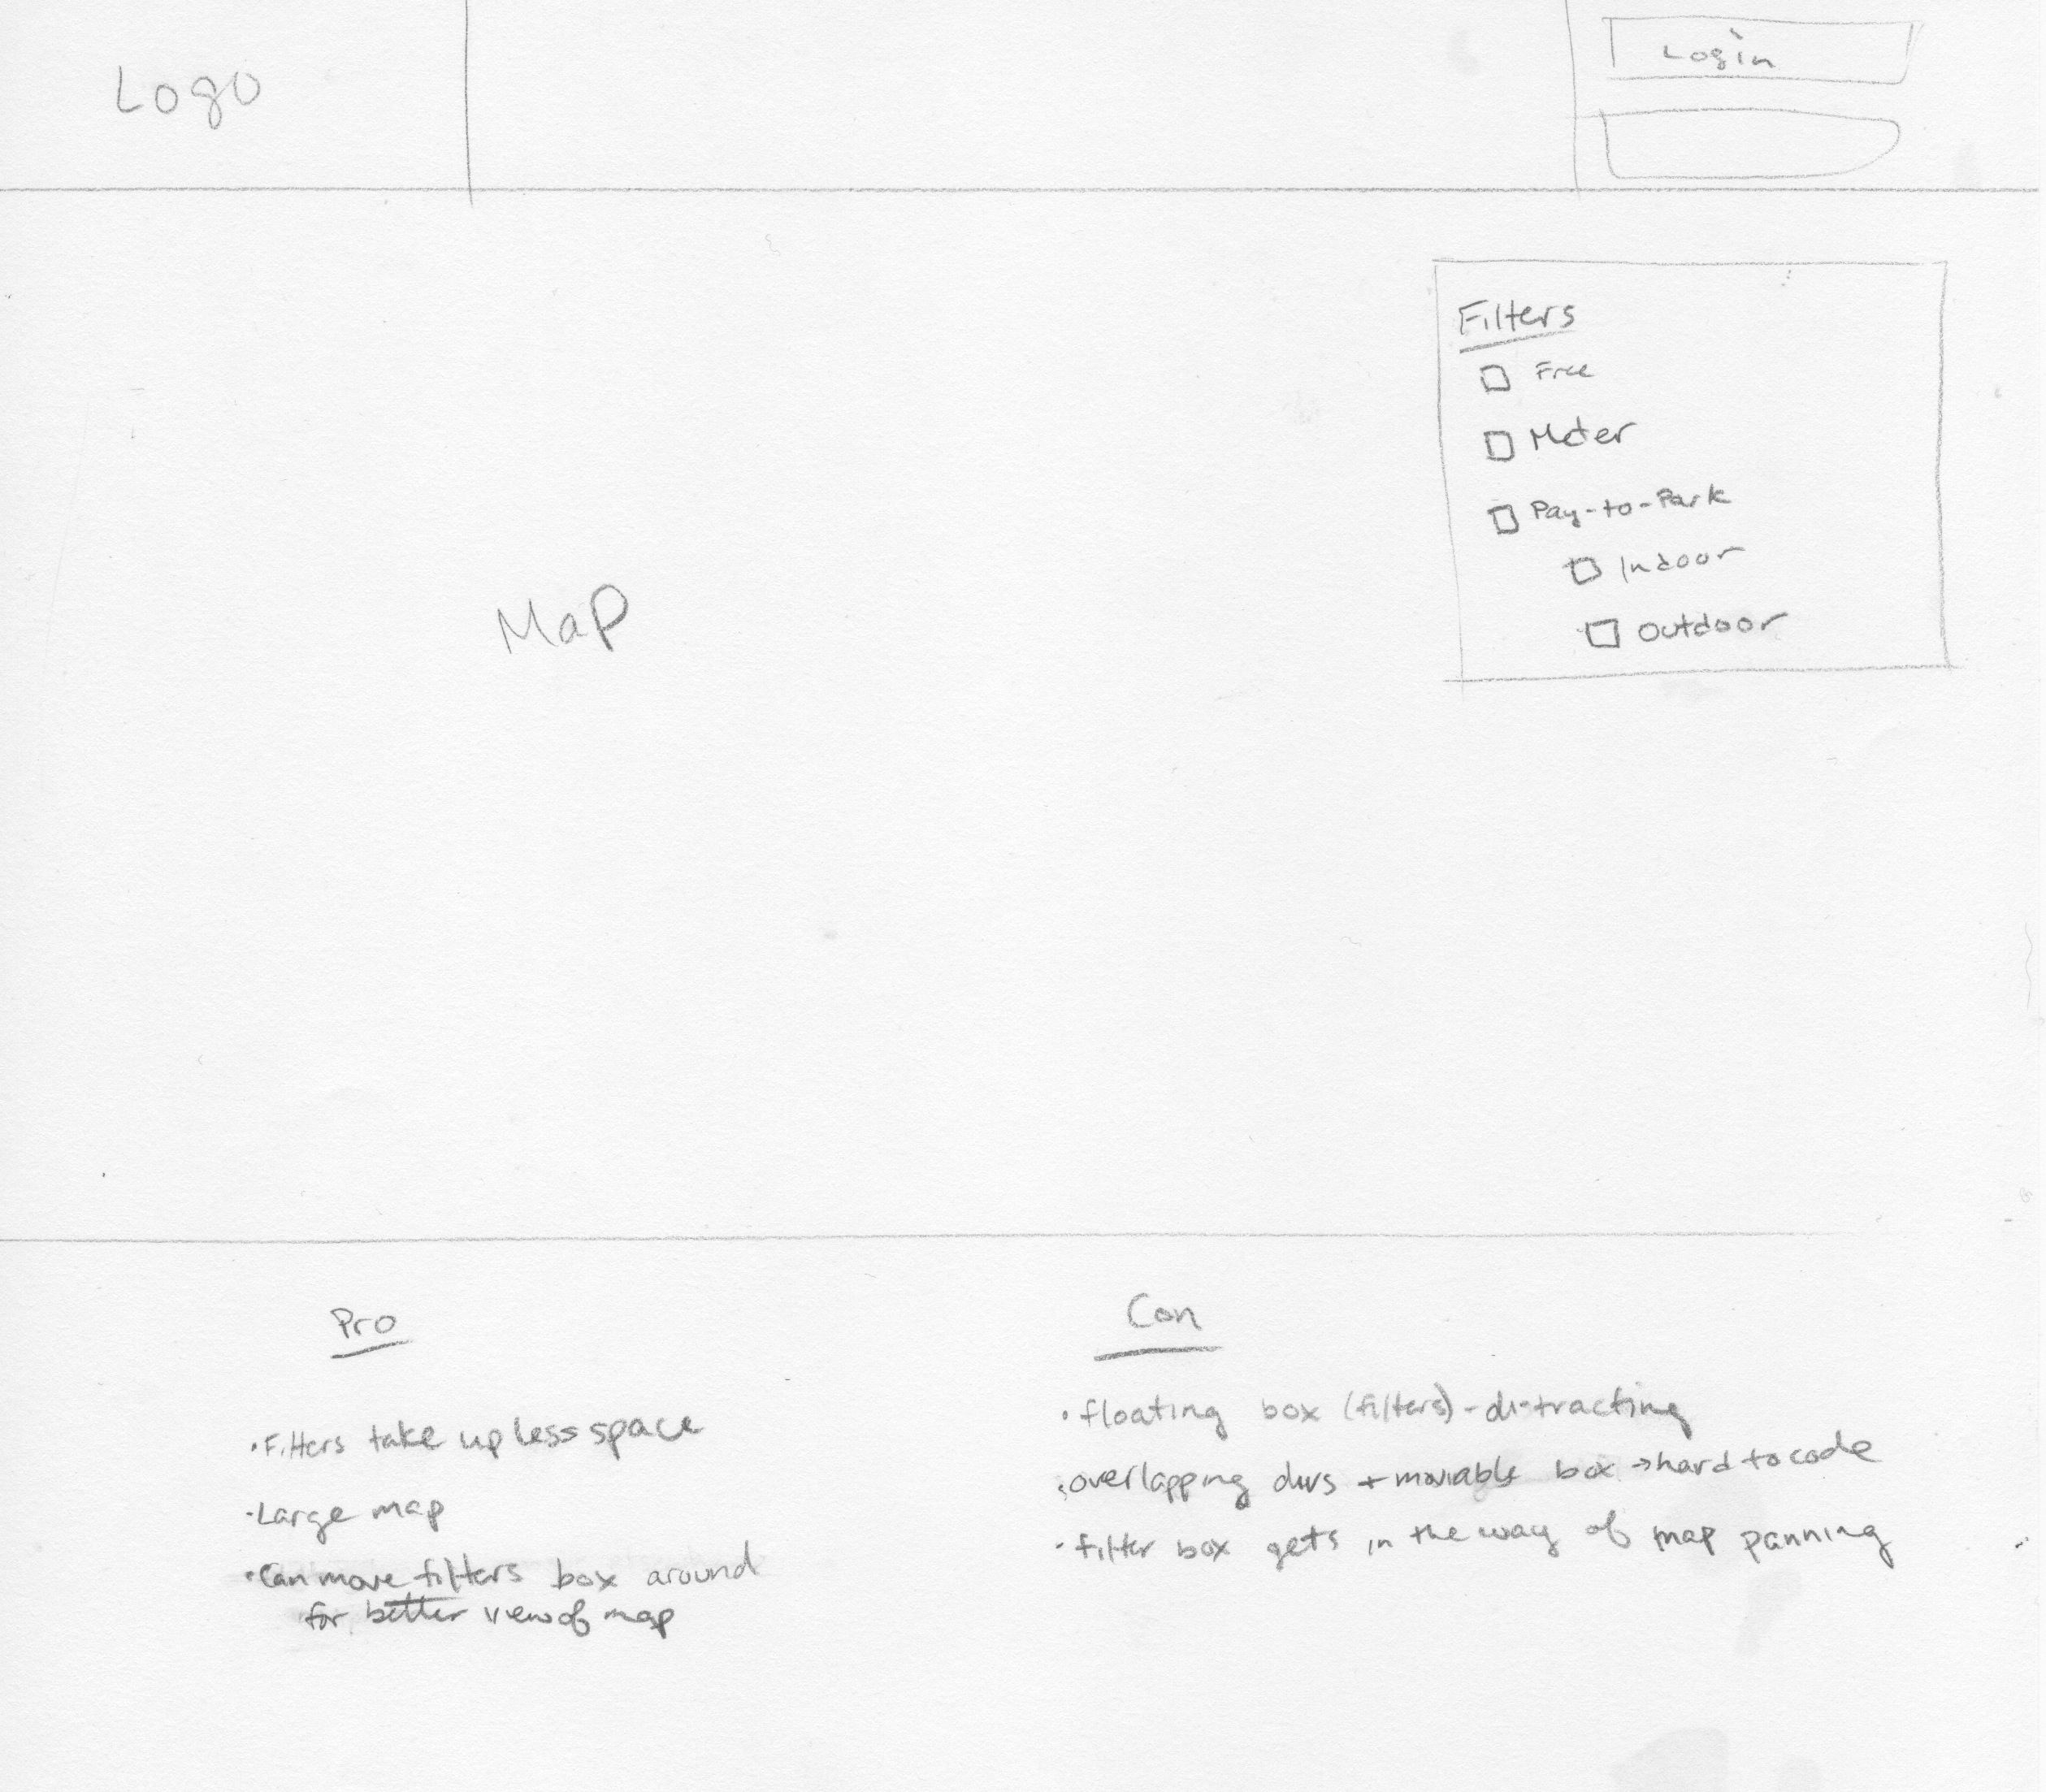 Logo
Login
Filters
Free
Meter
Pay-to-Park
Indoor
Outdoor
Map
Pro
• Filters take up less space
• Large map
• Can move filters box around
for better view of map
Con
• floating box (filters) - distracting
• overlapping divs + moviable box → hard to code
• filter box gets in the way of map panning